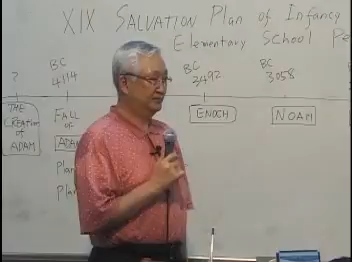 XIX SALVATION PLAN OF INFANCY
Elementary School Pe
? BC BC BC
4114 3492 3058
THE CREATION OF ADAM
FALL OF ADA
ENOCH
NOAH
Plan
Plan